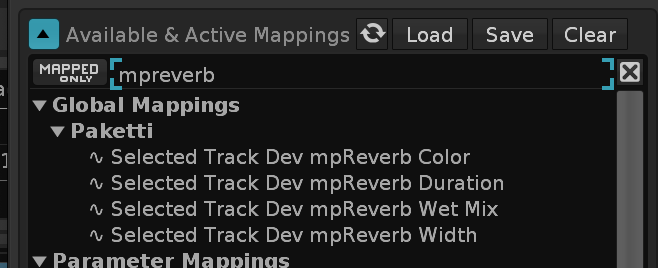 Available & Active Mappings Load Save Clear
MAPPED ONLY mpreverb
Global Mappings
Paketti
Selected Track Dev mpReverb Color
Selected Track Dev mpReverb Duration
Selected Track Dev mpReverb Wet Mix
Selected Track Dev mpReverb Width
Parameter Mappings